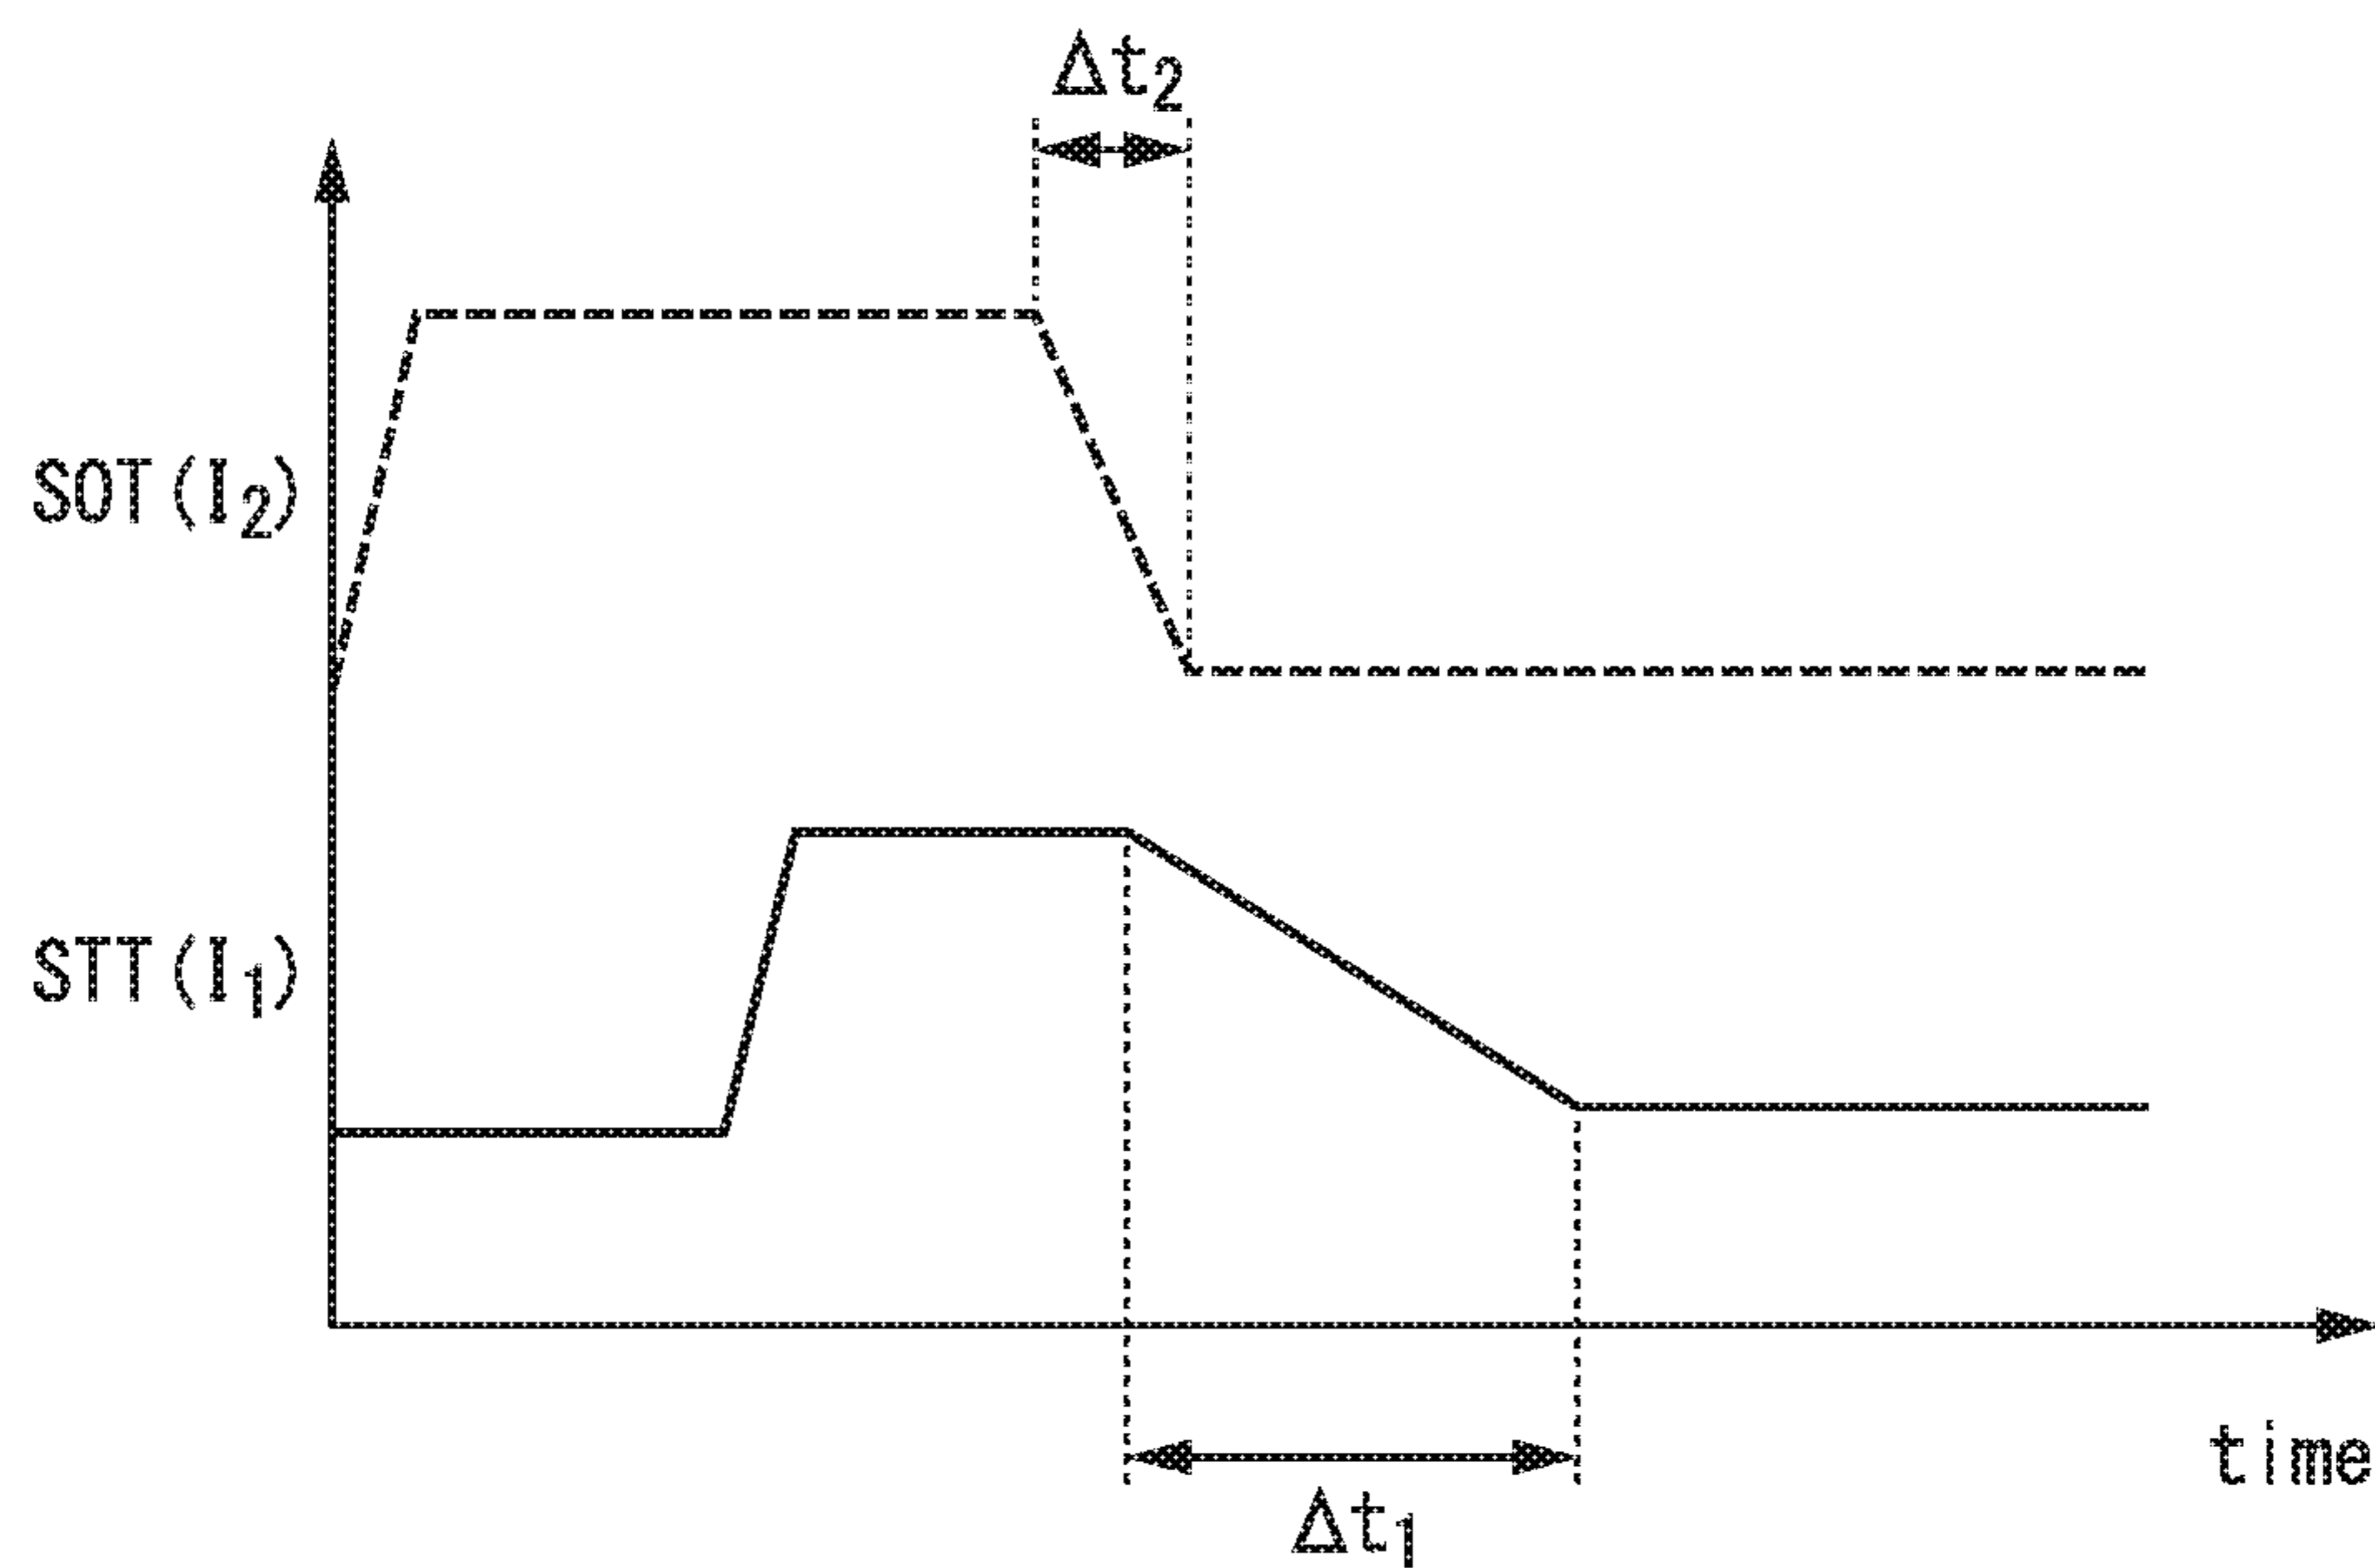 Δt₂
SOT(I₂)
STT(I₁)
time
Δt₁